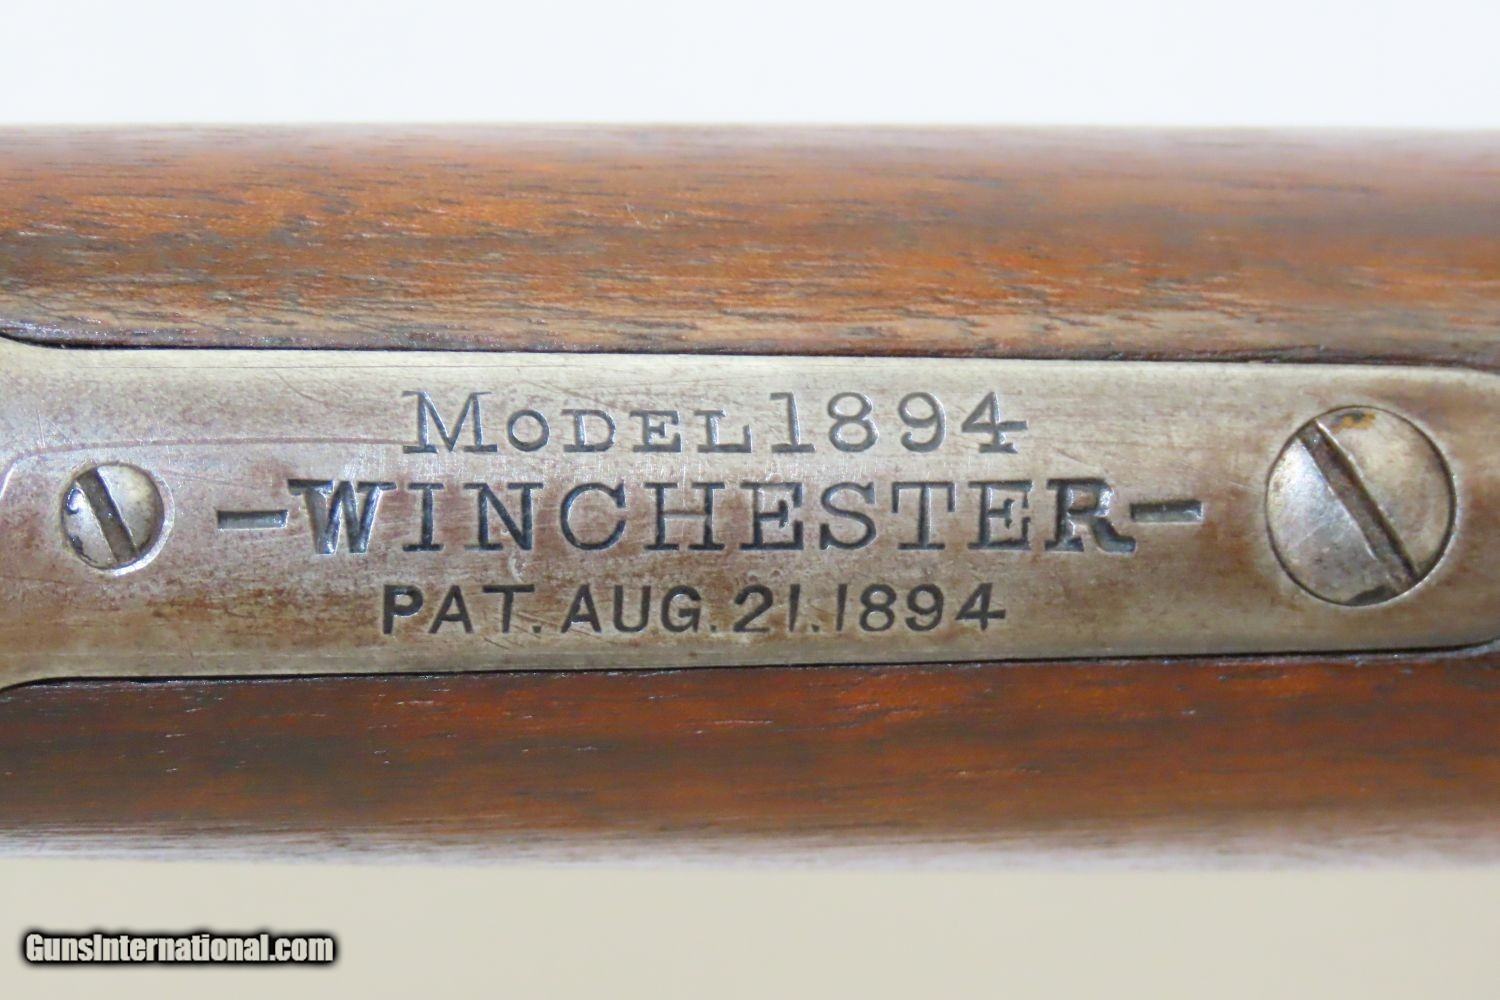 MODEL 1894
-WINCHESTER-
PAT. AUG. 21. 1894
GunsInternational.com